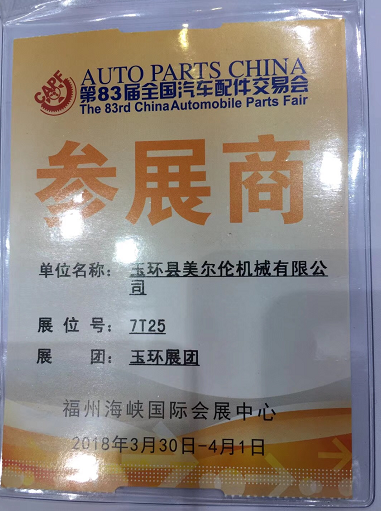 CAPF
AUTO PARTS CHINA
第83届全国汽车配件交易会
The 83rd China Automobile Parts Fair
参展商
单位名称: 玉环县美尔伦机械有限公
司
展 位 号: 7T25
展 团: 玉环展团
福州海峡国际会展中心
2018年3月30日-4月1日